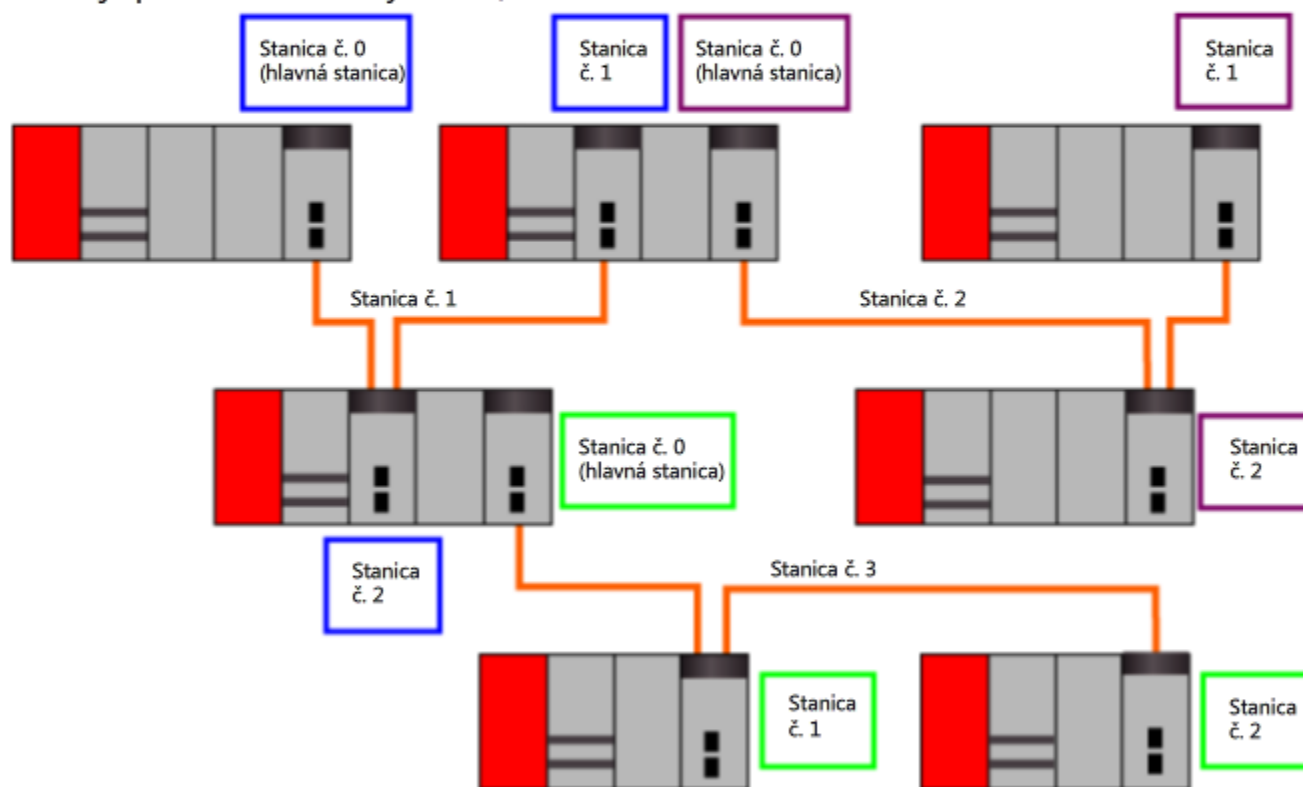 Stanica č. 0
(hlavná stanica)
Stanica
č. 1
Stanica č. 0
(hlavná stanica)
Stanica
č. 1
Stanica č. 1
Stanica č. 2
Stanica č. 0
(hlavná stanica)
Stanica
č. 2
Stanica
č. 2
Stanica č. 3
Stanica
č. 1
Stanica
č. 2